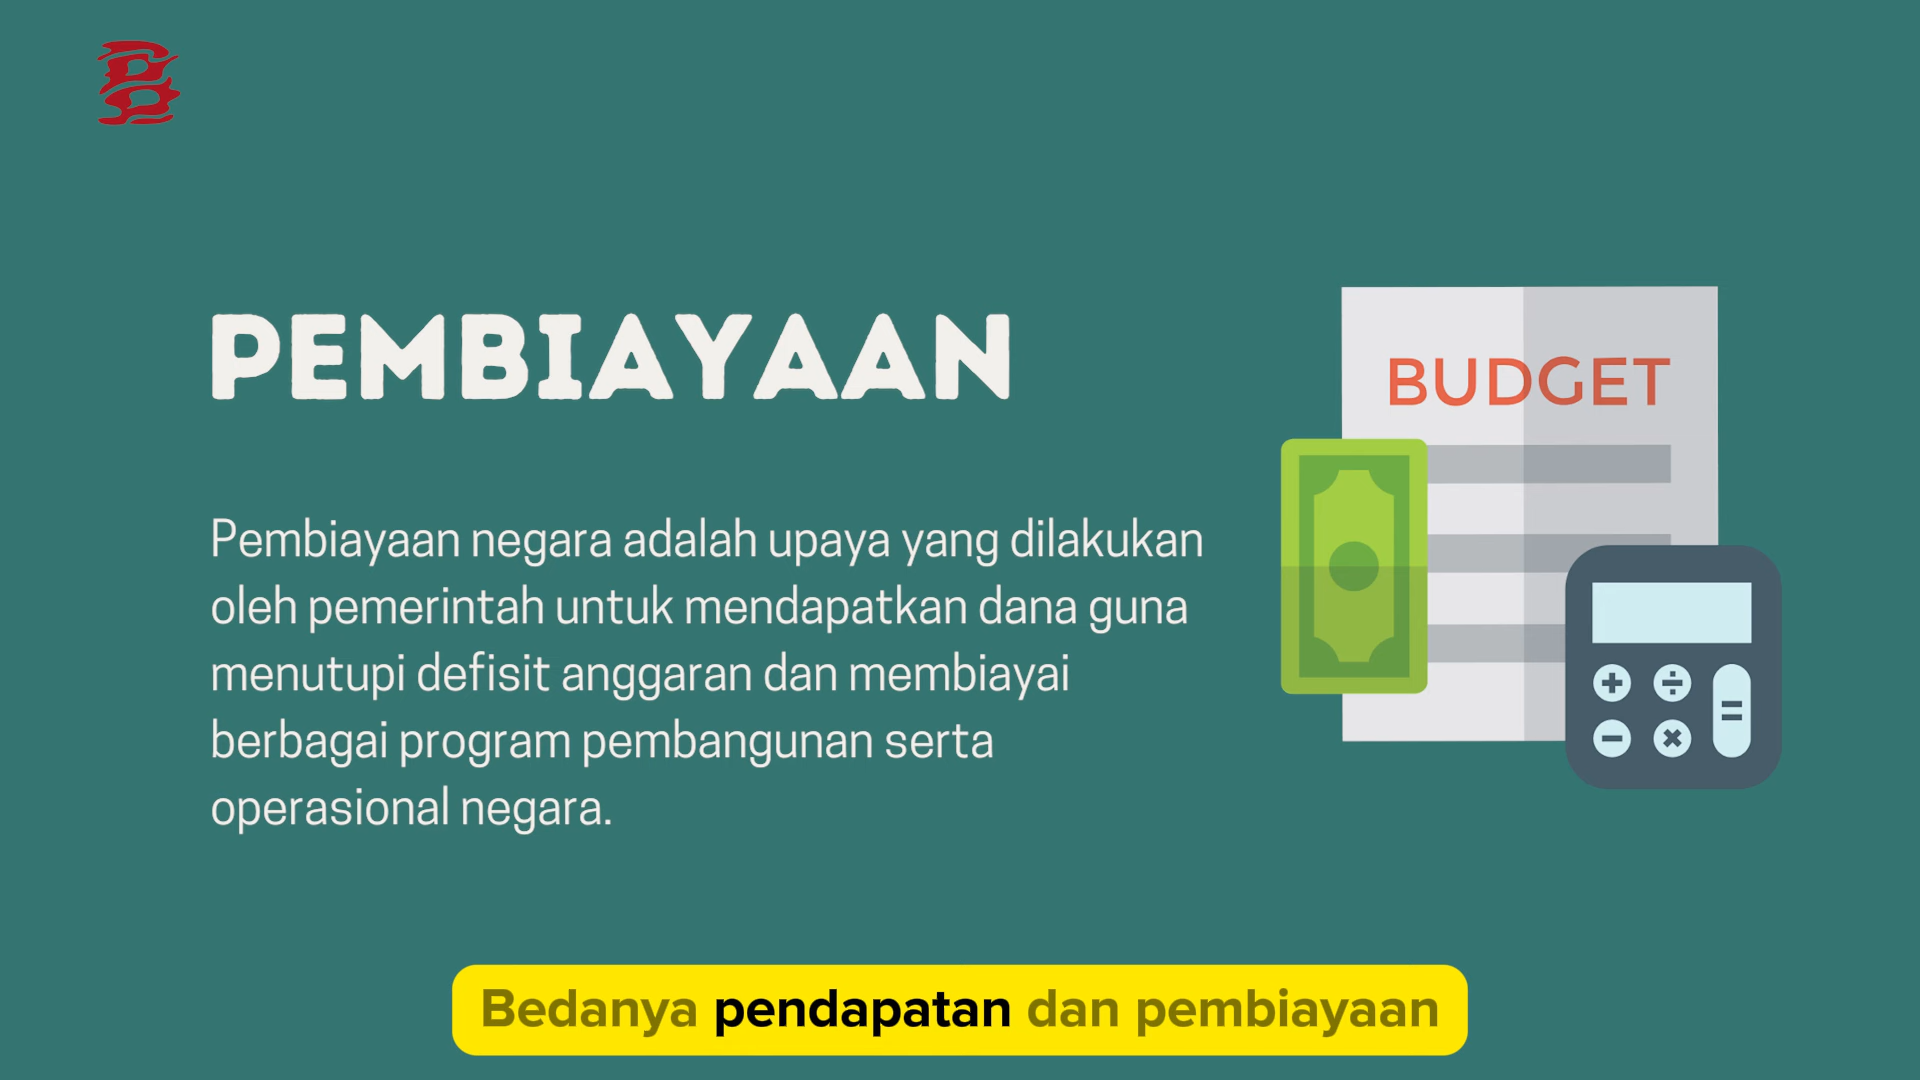 PEMBIAYAAN
Pembiayaan negara adalah upaya yang dilakukan
oleh pemerintah untuk mendapatkan dana guna
menutupi defisit anggaran dan membiayai
berbagai program pembangunan serta
operasional negara.
BUDGET
Bedanya pendapatan dan pembiayaan